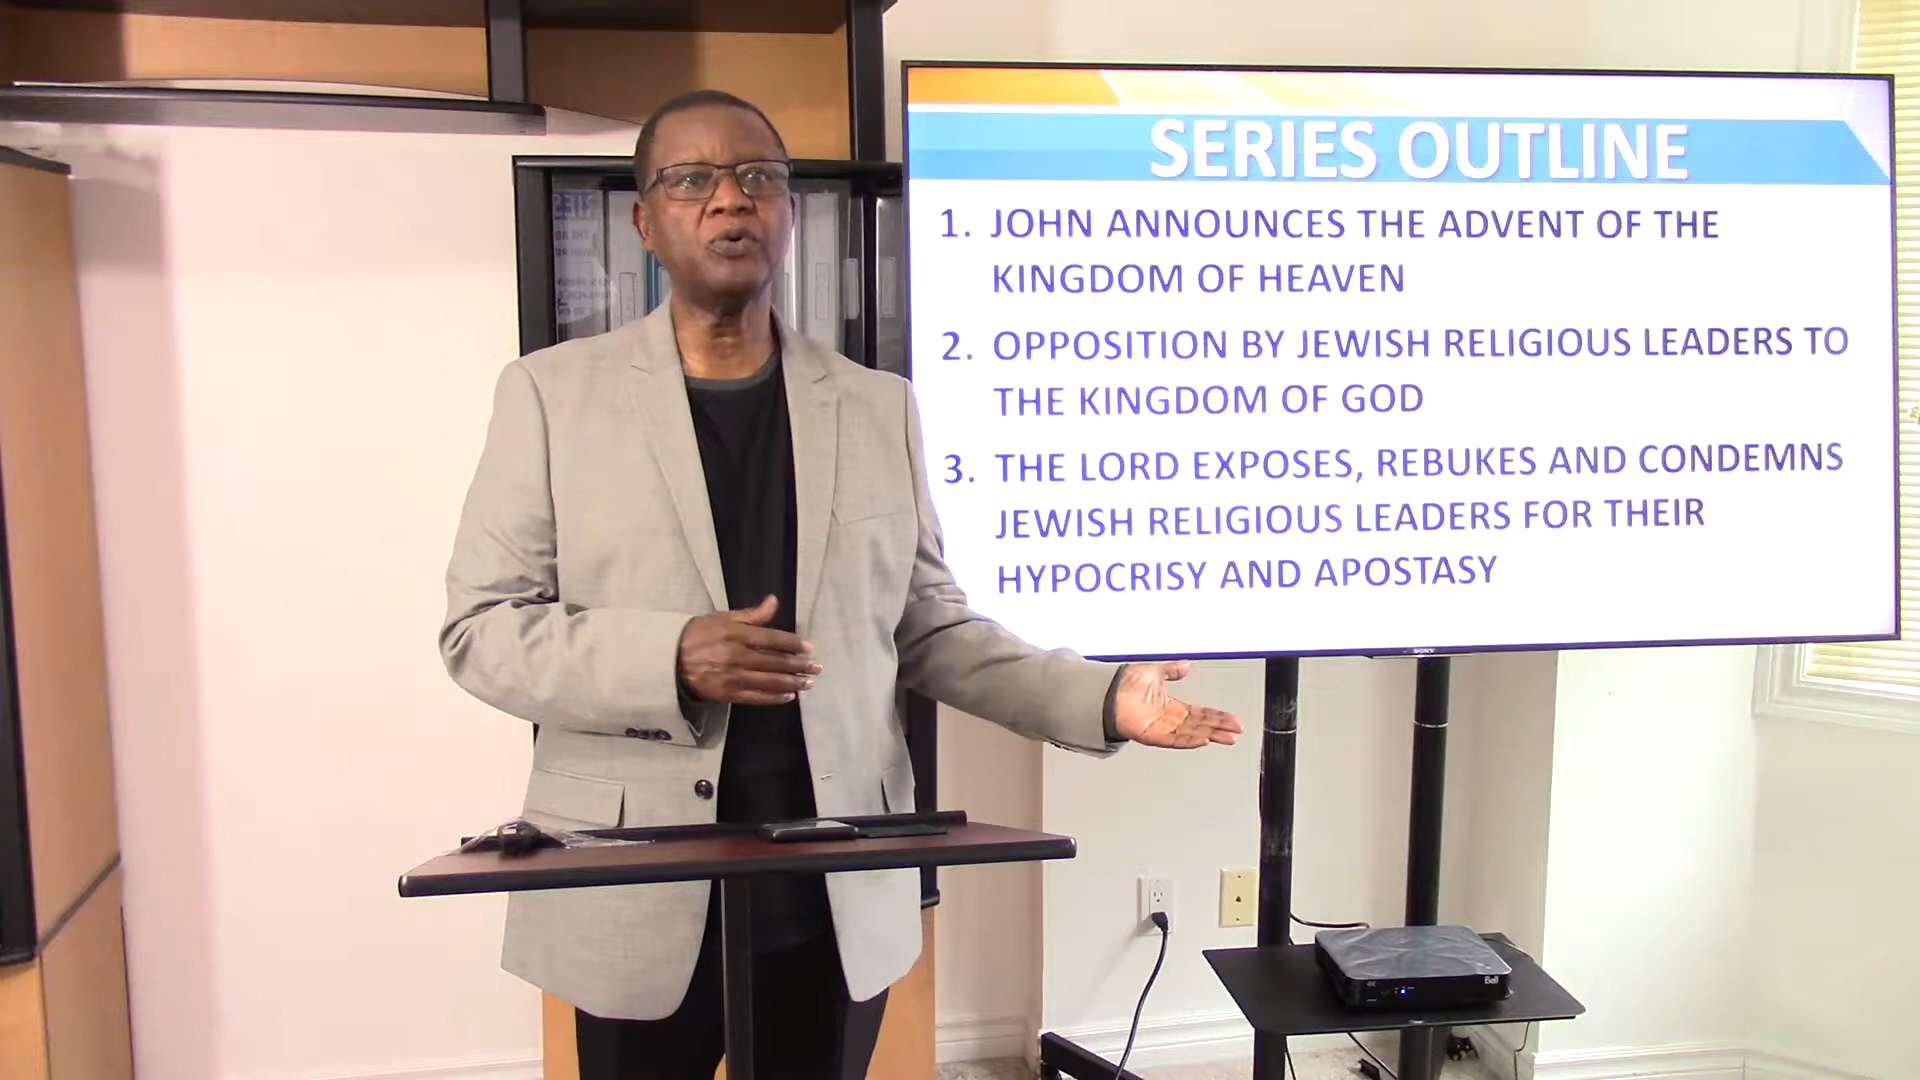 SERIES OUTLINE
1. JOHN ANNOUNCES THE ADVENT OF THE
KINGDOM OF HEAVEN
2. OPPOSITION BY JEWISH RELIGIOUS LEADERS TO
THE KINGDOM OF GOD
3. THE LORD EXPOSES, REBUKES AND CONDEMNS
JEWISH RELIGIOUS LEADERS FOR THEIR
HYPOCRISY AND APOSTASY
SONY
Bell